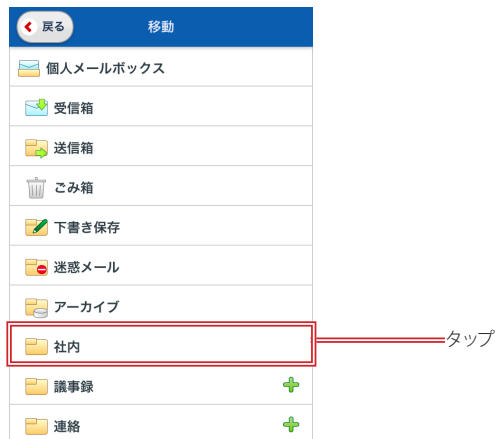 戻る 移動
個人メールボックス
受信箱
送信箱
ごみ箱
下書き保存
迷惑メール
アーカイブ
社内 タップ
議事録
連絡